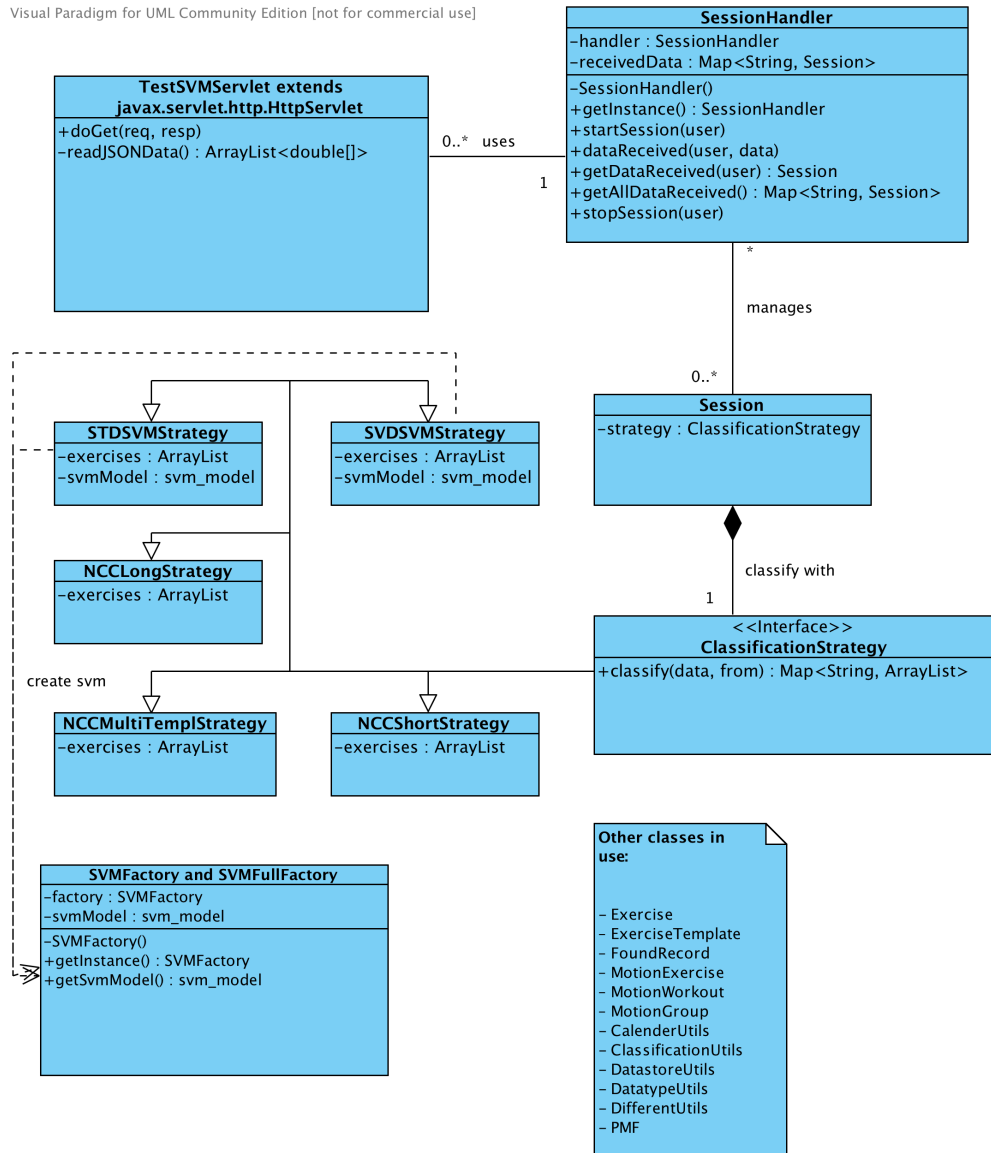 Visual Paradigm for UML Community Edition [not for commercial use]
SessionHandler
-handler : SessionHandler
-receivedData : Map<String, Session>
-SessionHandler()
+getInstance() : SessionHandler
+startSession(user)
+dataReceived(user, data)
+getDataReceived(user) : Session
+getAllDataReceived() : Map<String, Session>
+stopSession(user)
TestSVMServlet extends
javax.servlet.http.HttpServlet
+doGet(req, resp)
-readJSONData() : ArrayList<double[]>
0..* uses
1
*
manages
0..*
Session
-strategy : ClassificationStrategy
STDSVMStrategy
-exercises : ArrayList
-svmModel : svm_model
SVDSVMStrategy
-exercises : ArrayList
-svmModel : svm_model
NCCLongStrategy
-exercises : ArrayList
classify with
1
<<Interface>>
ClassificationStrategy
+classify(data, from) : Map<String, ArrayList>
create svm
NCCMultiTemplStrategy
-exercises : ArrayList
NCCShortStrategy
-exercises : ArrayList
SVMFactory and SVMFullFactory
-factory : SVMFactory
-svmModel : svm_model
-SVMFactory()
+getInstance() : SVMFactory
+getSvmModel() : svm_model
Other classes in
use:
- Exercise
- ExerciseTemplate
- FoundRecord
- MotionExercise
- MotionWorkout
- MotionGroup
- CalenderUtils
- ClassificationUtils
- DatastoreUtils
- DatatypeUtils
- DifferentUtils
- PMF